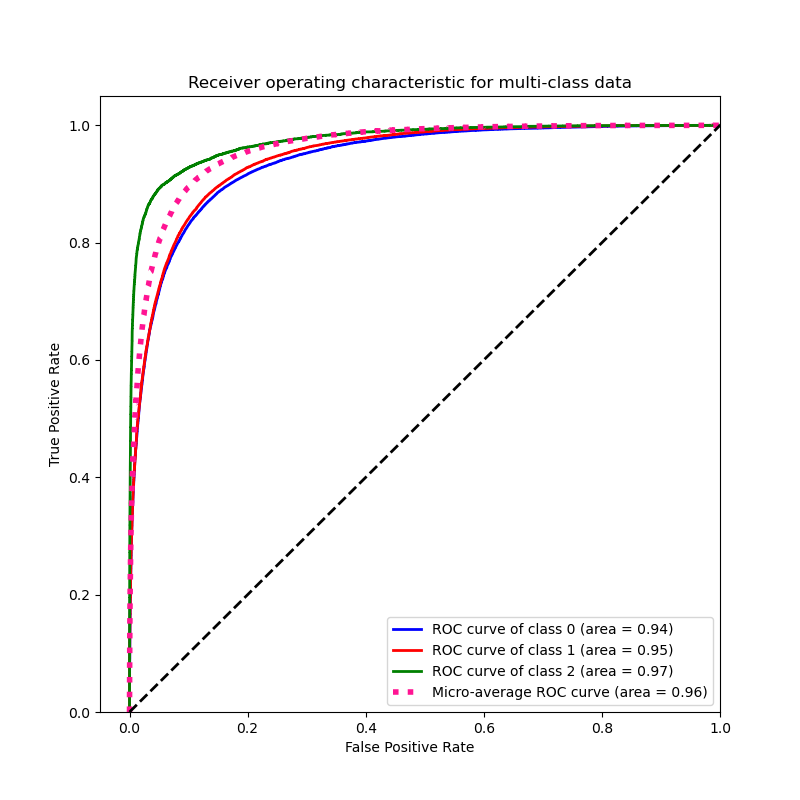 Receiver operating characteristic for multi-class data
1.0
0.8
0.6
0.4
0.2
0.0
True Positive Rate
ROC curve of class 0 (area = 0.94)
ROC curve of class 1 (area = 0.95)
ROC curve of class 2 (area = 0.97)
Micro-average ROC curve (area = 0.96)
0.0 0.2 0.4 0.6 0.8 1.0
False Positive Rate